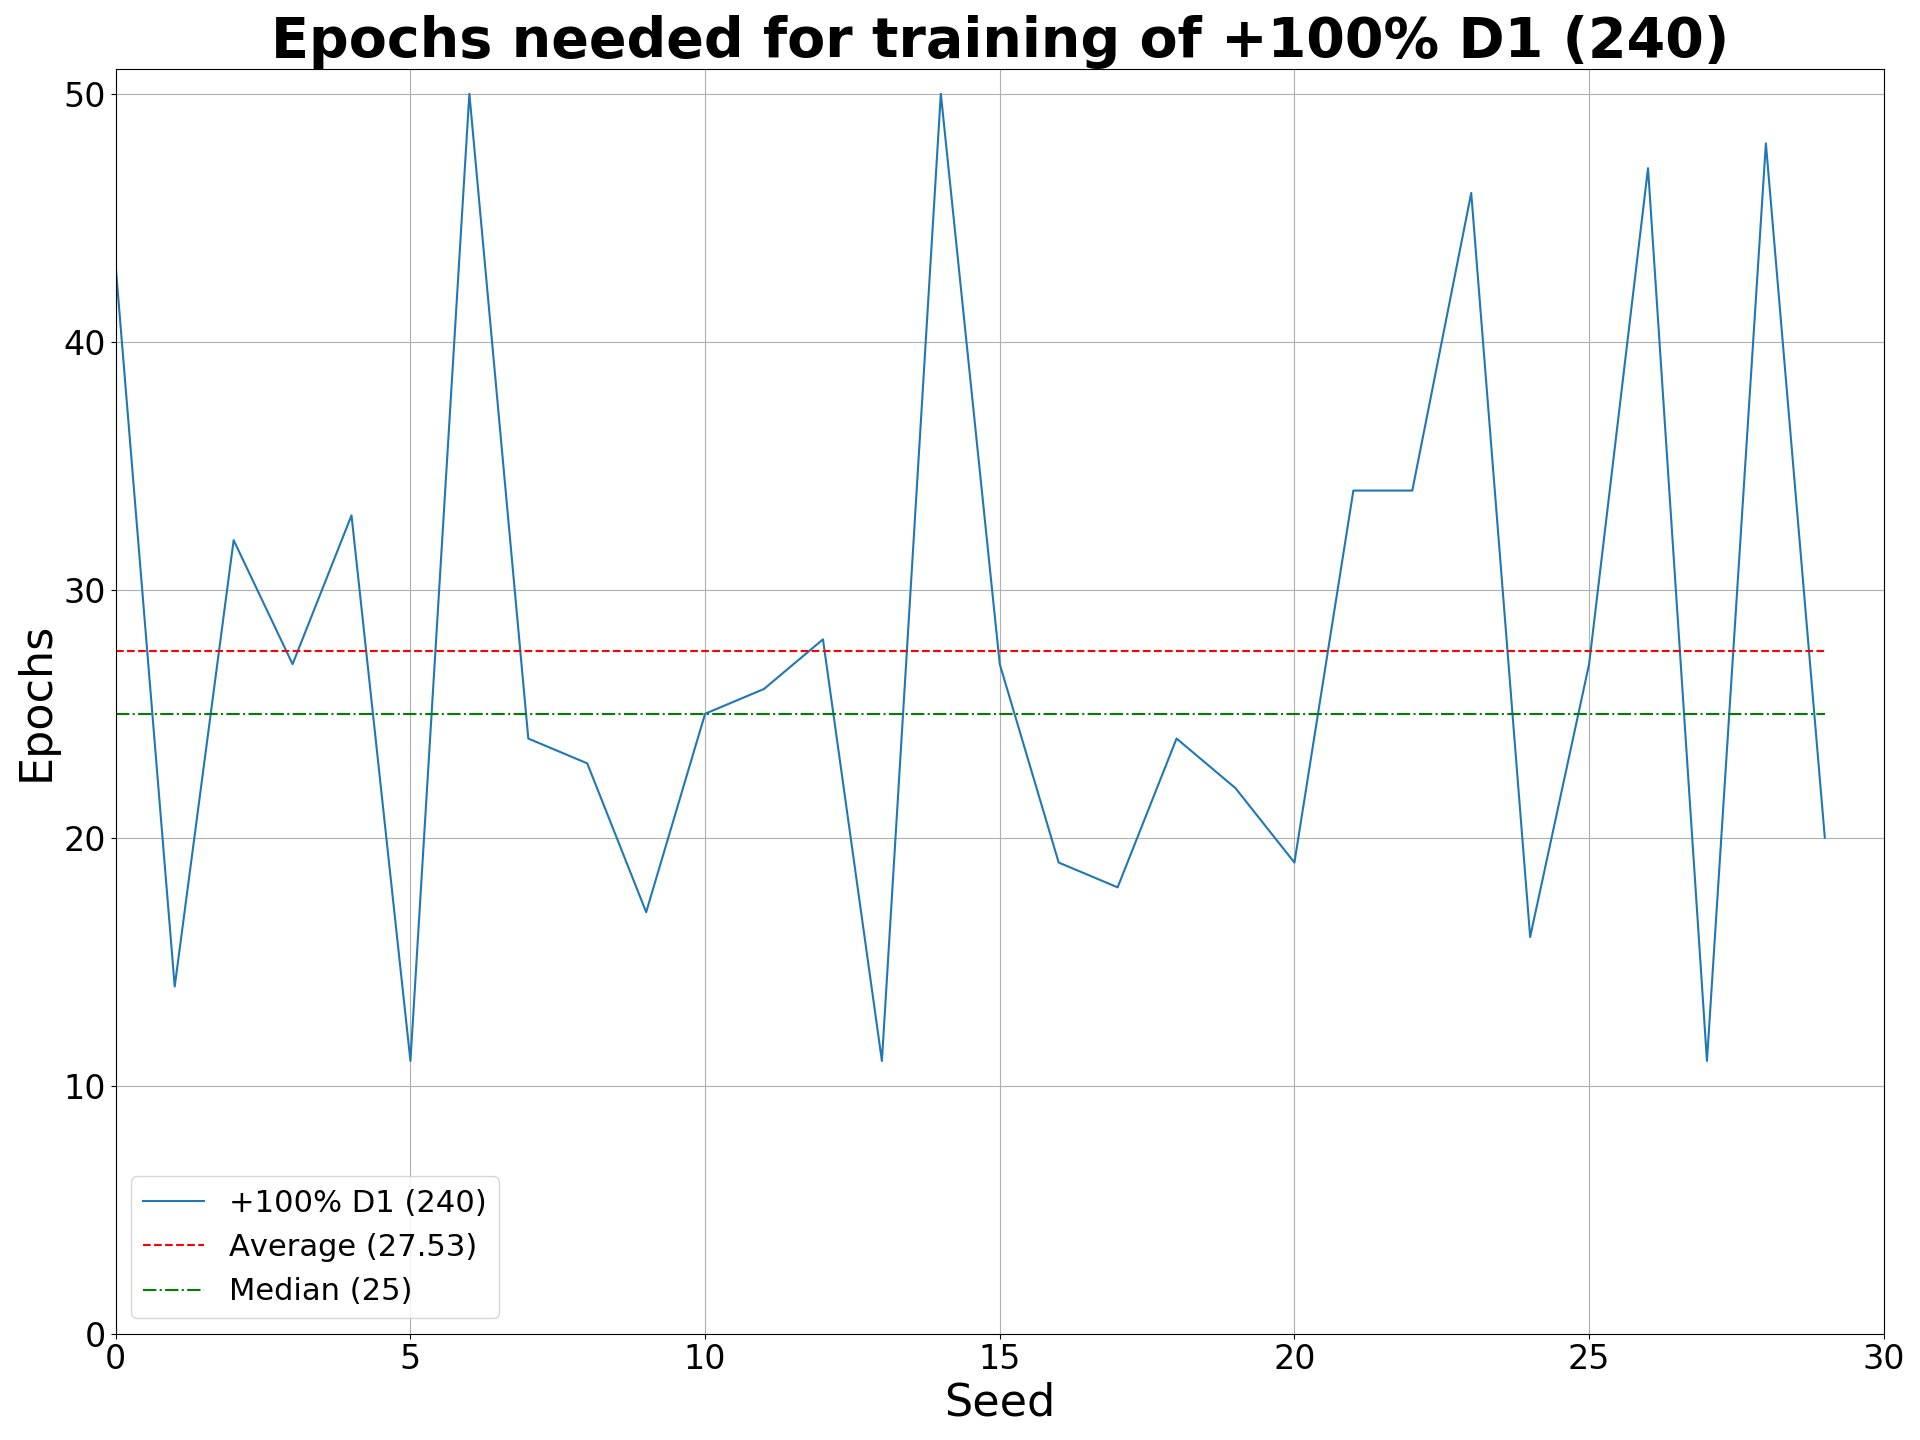 Epochs needed for training of +100% D1 (240)
50
40
30
20
10
0
Epochs
+100% D1 (240)
Average (27.53)
Median (25)
0 5 10 15 20 25 30
Seed